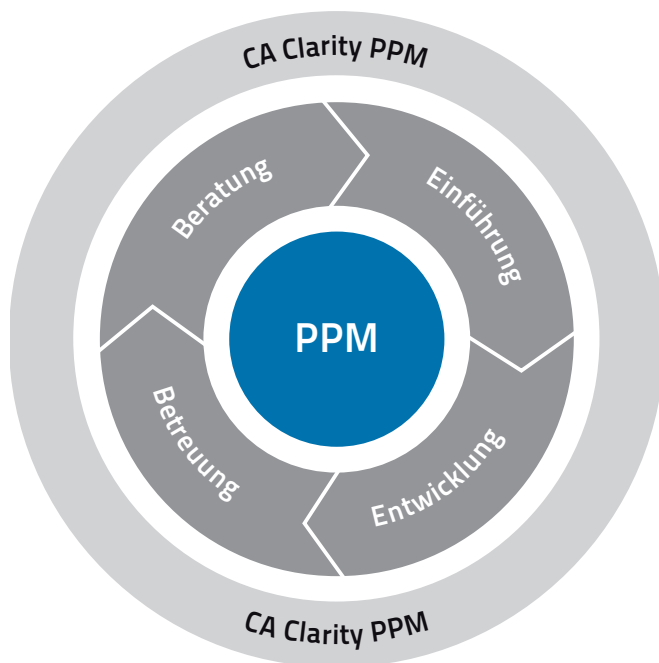 CA Clarity PPM
Beratung
Einführung
PPM
Betreuung
Entwicklung
CA Clarity PPM